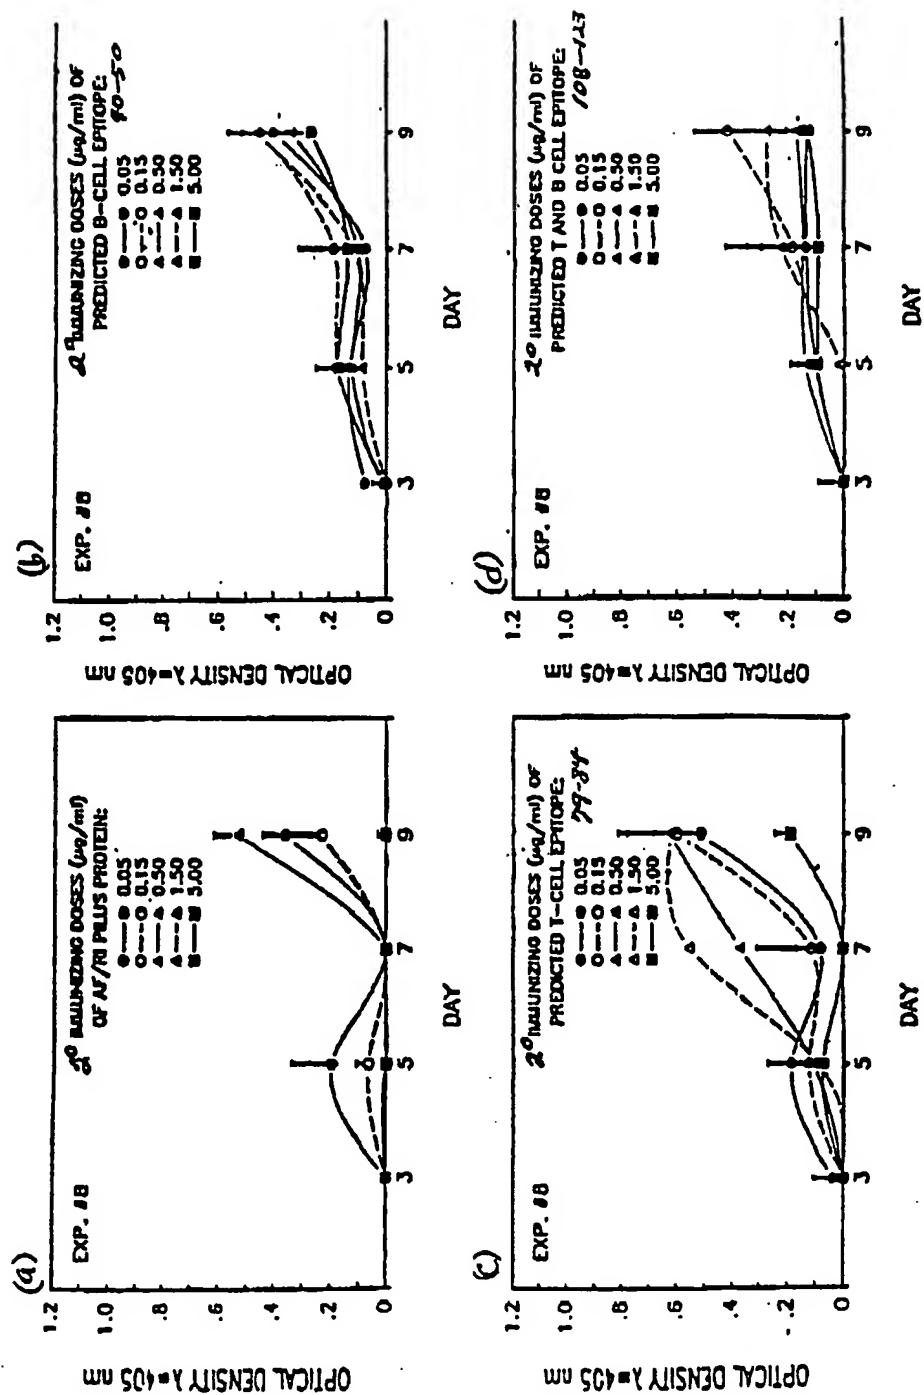 (a)
EXP. #8
2° IMMUNIZING DOSES (µg/ml)
OF AF/R1 PILUS PROTEIN:
0.05
0.15
0.50
1.50
5.00
1.2
1.0
.8
.6
.4
.2
0
3
5
7
9
OPTICAL DENSITY λ=405 nm
DAY
(b)
EXP. #8
2° IMMUNIZING DOSES (µg/ml) OF
PREDICTED B-CELL EPITOPE:
40-50
0.05
0.15
0.50
1.50
5.00
1.2
1.0
.8
.6
.4
.2
0
3
5
7
9
OPTICAL DENSITY λ=405 nm
DAY
(c)
EXP. #8
2° IMMUNIZING DOSES (µg/ml) OF
PREDICTED T-CELL EPITOPE:
79-84
0.05
0.15
0.50
1.50
5.00
1.2
1.0
.8
.6
.4
.2
0
3
5
7
9
OPTICAL DENSITY λ=405 nm
DAY
(d)
EXP. #8
2° IMMUNIZING DOSES (µg/ml) OF
PREDICTED T AND B CELL EPITOPE:
108-123
0.05
0.15
0.50
1.50
5.00
1.2
1.0
.8
.6
.4
.2
0
3
5
7
9
OPTICAL DENSITY λ=405 nm
DAY